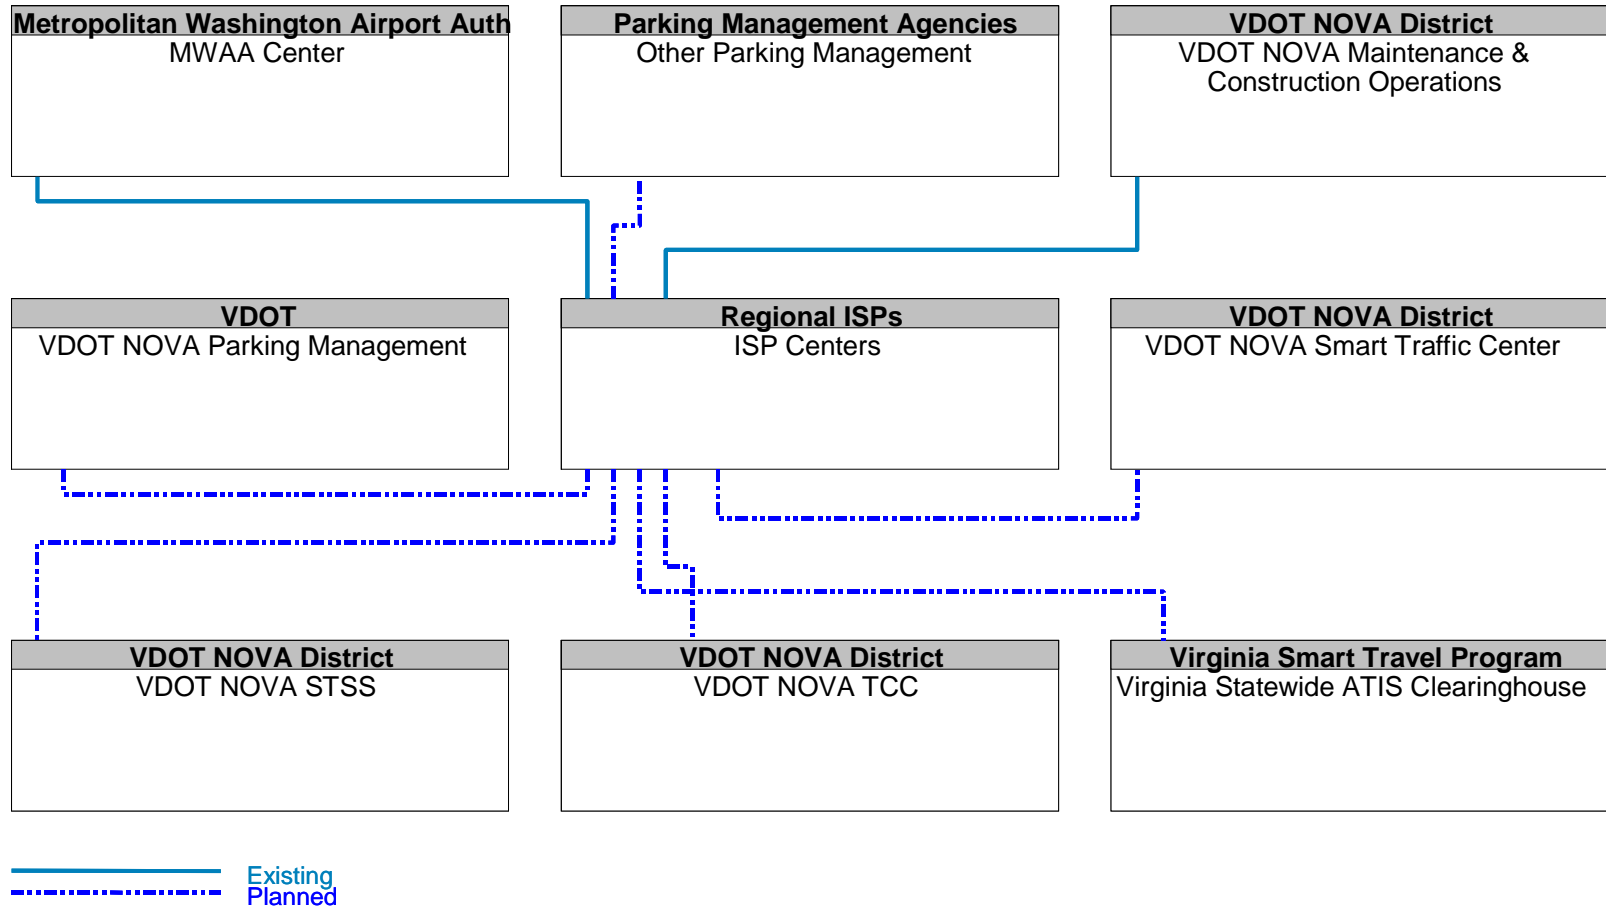 Metropolitan Washington Airport Auth
MWAA Center
Parking Management Agencies
Other Parking Management
VDOT NOVA District
VDOT NOVA Maintenance &
Construction Operations
VDOT
VDOT NOVA Parking Management
Regional ISPs
ISP Centers
VDOT NOVA District
VDOT NOVA Smart Traffic Center
VDOT NOVA District
VDOT NOVA STSS
VDOT NOVA District
VDOT NOVA TCC
Virginia Smart Travel Program
Virginia Statewide ATIS Clearinghouse
Existing
Planned